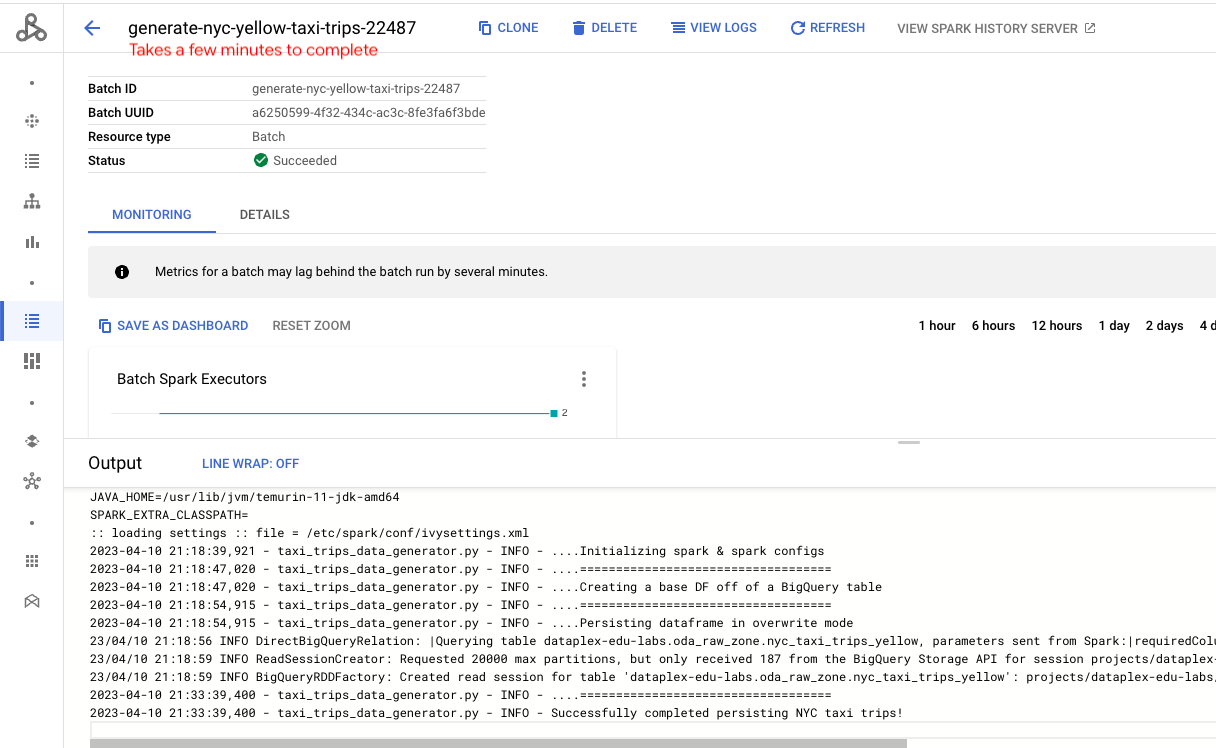 generate-nyc-yellow-taxi-trips-22487
CLONE
DELETE
VIEW LOGS
REFRESH
VIEW SPARK HISTORY SERVER
Takes a few minutes to complete
Batch ID generate-nyc-yellow-taxi-trips-22487
Batch UUID a6250599-4f32-434c-ac3c-8fe3fa6f3bde
Resource type Batch
Status Succeeded
MONITORING DETAILS
Metrics for a batch may lag behind the batch run by several minutes.
SAVE AS DASHBOARD RESET ZOOM 1 hour 6 hours 12 hours 1 day 2 days 4 d
Batch Spark Executors
2
Output LINE WRAP: OFF
JAVA_HOME=/usr/lib/jvm/temurin-11-jdk-amd64
SPARK_EXTRA_CLASSPATH=
:: loading settings :: file = /etc/spark/conf/ivysettings.xml
2023-04-10 21:18:39,921 - taxi_trips_data_generator.py - INFO - ....Initializing spark & spark configs
2023-04-10 21:18:47,020 - taxi_trips_data_generator.py - INFO - ....===================================
2023-04-10 21:18:47,020 - taxi_trips_data_generator.py - INFO - ....Creating a base DF off of a BigQuery table
2023-04-10 21:18:54,915 - taxi_trips_data_generator.py - INFO - ....===================================
2023-04-10 21:18:54,915 - taxi_trips_data_generator.py - INFO - ....Persisting dataframe in overwrite mode
23/04/10 21:18:56 INFO DirectBigQueryRelation: |Querying table dataplex-edu-labs.oda_raw_zone.nyc_taxi_trips_yellow, parameters sent from Spark:|requiredColu
23/04/10 21:18:59 INFO ReadSessionCreator: Requested 20000 max partitions, but only received 187 from the BigQuery Storage API for session projects/dataplex-
23/04/10 21:18:59 INFO BigQueryRDDFactory: Created read session for table 'dataplex-edu-labs.oda_raw_zone.nyc_taxi_trips_yellow': projects/dataplex-edu-labs/
2023-04-10 21:33:39,400 - taxi_trips_data_generator.py - INFO - ....===================================
2023-04-10 21:33:39,400 - taxi_trips_data_generator.py - INFO - Successfully completed persisting NYC taxi trips!